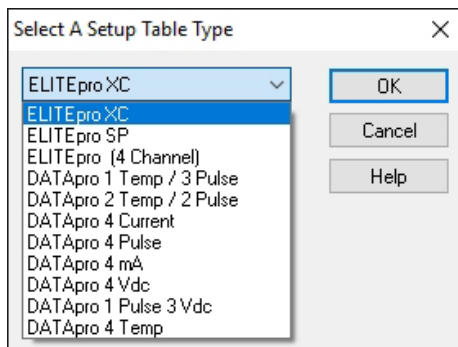 Select A Setup Table Type
ELITEpro XC
OK
ELITEpro XC
ELITEpro SP
Cancel
ELITEpro (4 Channel)
DATApro 1 Temp / 3 Pulse
Help
DATApro 2 Temp / 2 Pulse
DATApro 4 Current
DATApro 4 Pulse
DATApro 4 mA
DATApro 4 Vdc
DATApro 1 Pulse 3 Vdc
DATApro 4 Temp